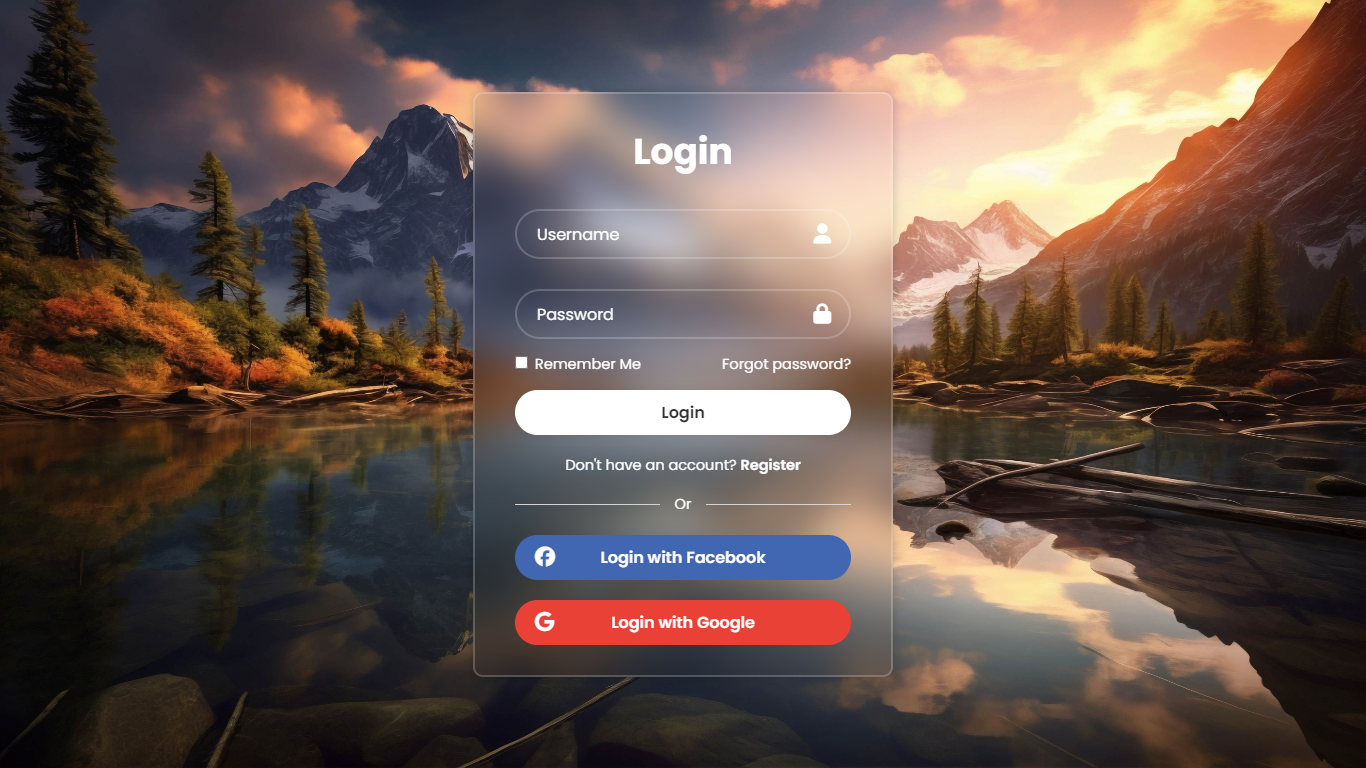 Login
Username
Password
Remember Me Forgot password?
Login
Don't have an account? Register
Or
Login with Facebook
Login with Google